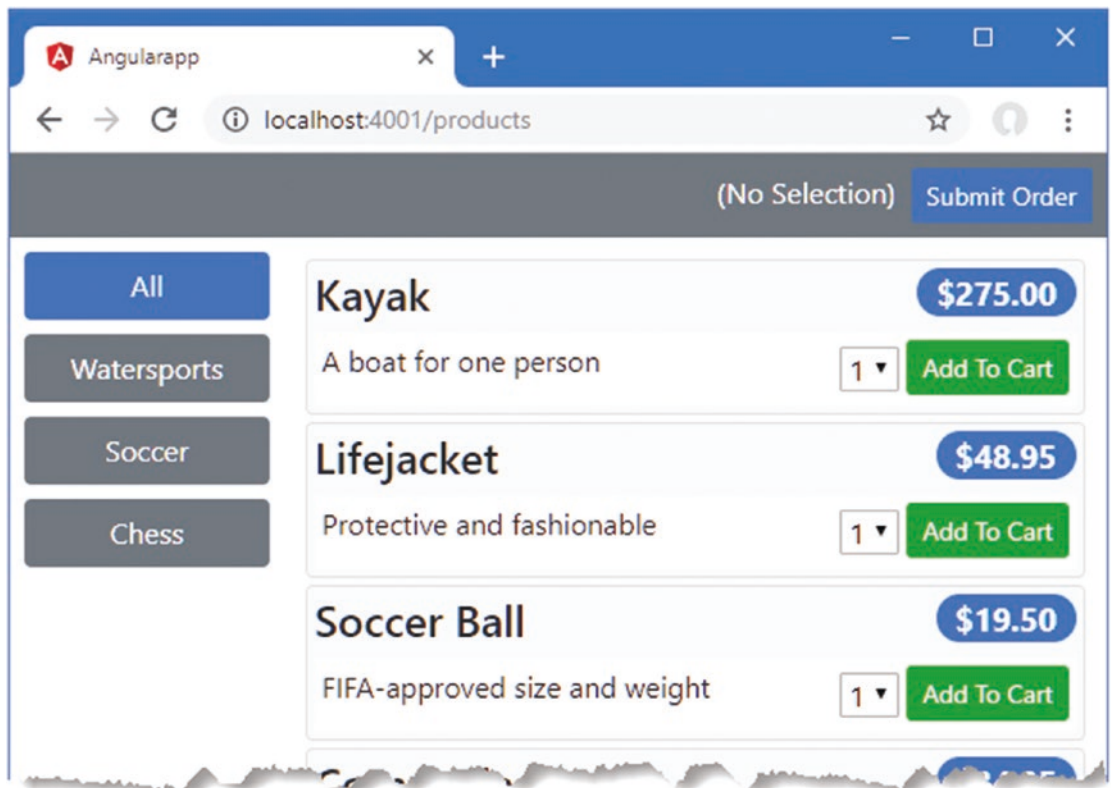 Angularapp
localhost:4001/products
(No Selection) Submit Order
All
Watersports
Soccer
Chess
Kayak $275.00
A boat for one person 1 Add To Cart
Lifejacket $48.95
Protective and fashionable 1 Add To Cart
Soccer Ball $19.50
FIFA-approved size and weight 1 Add To Cart